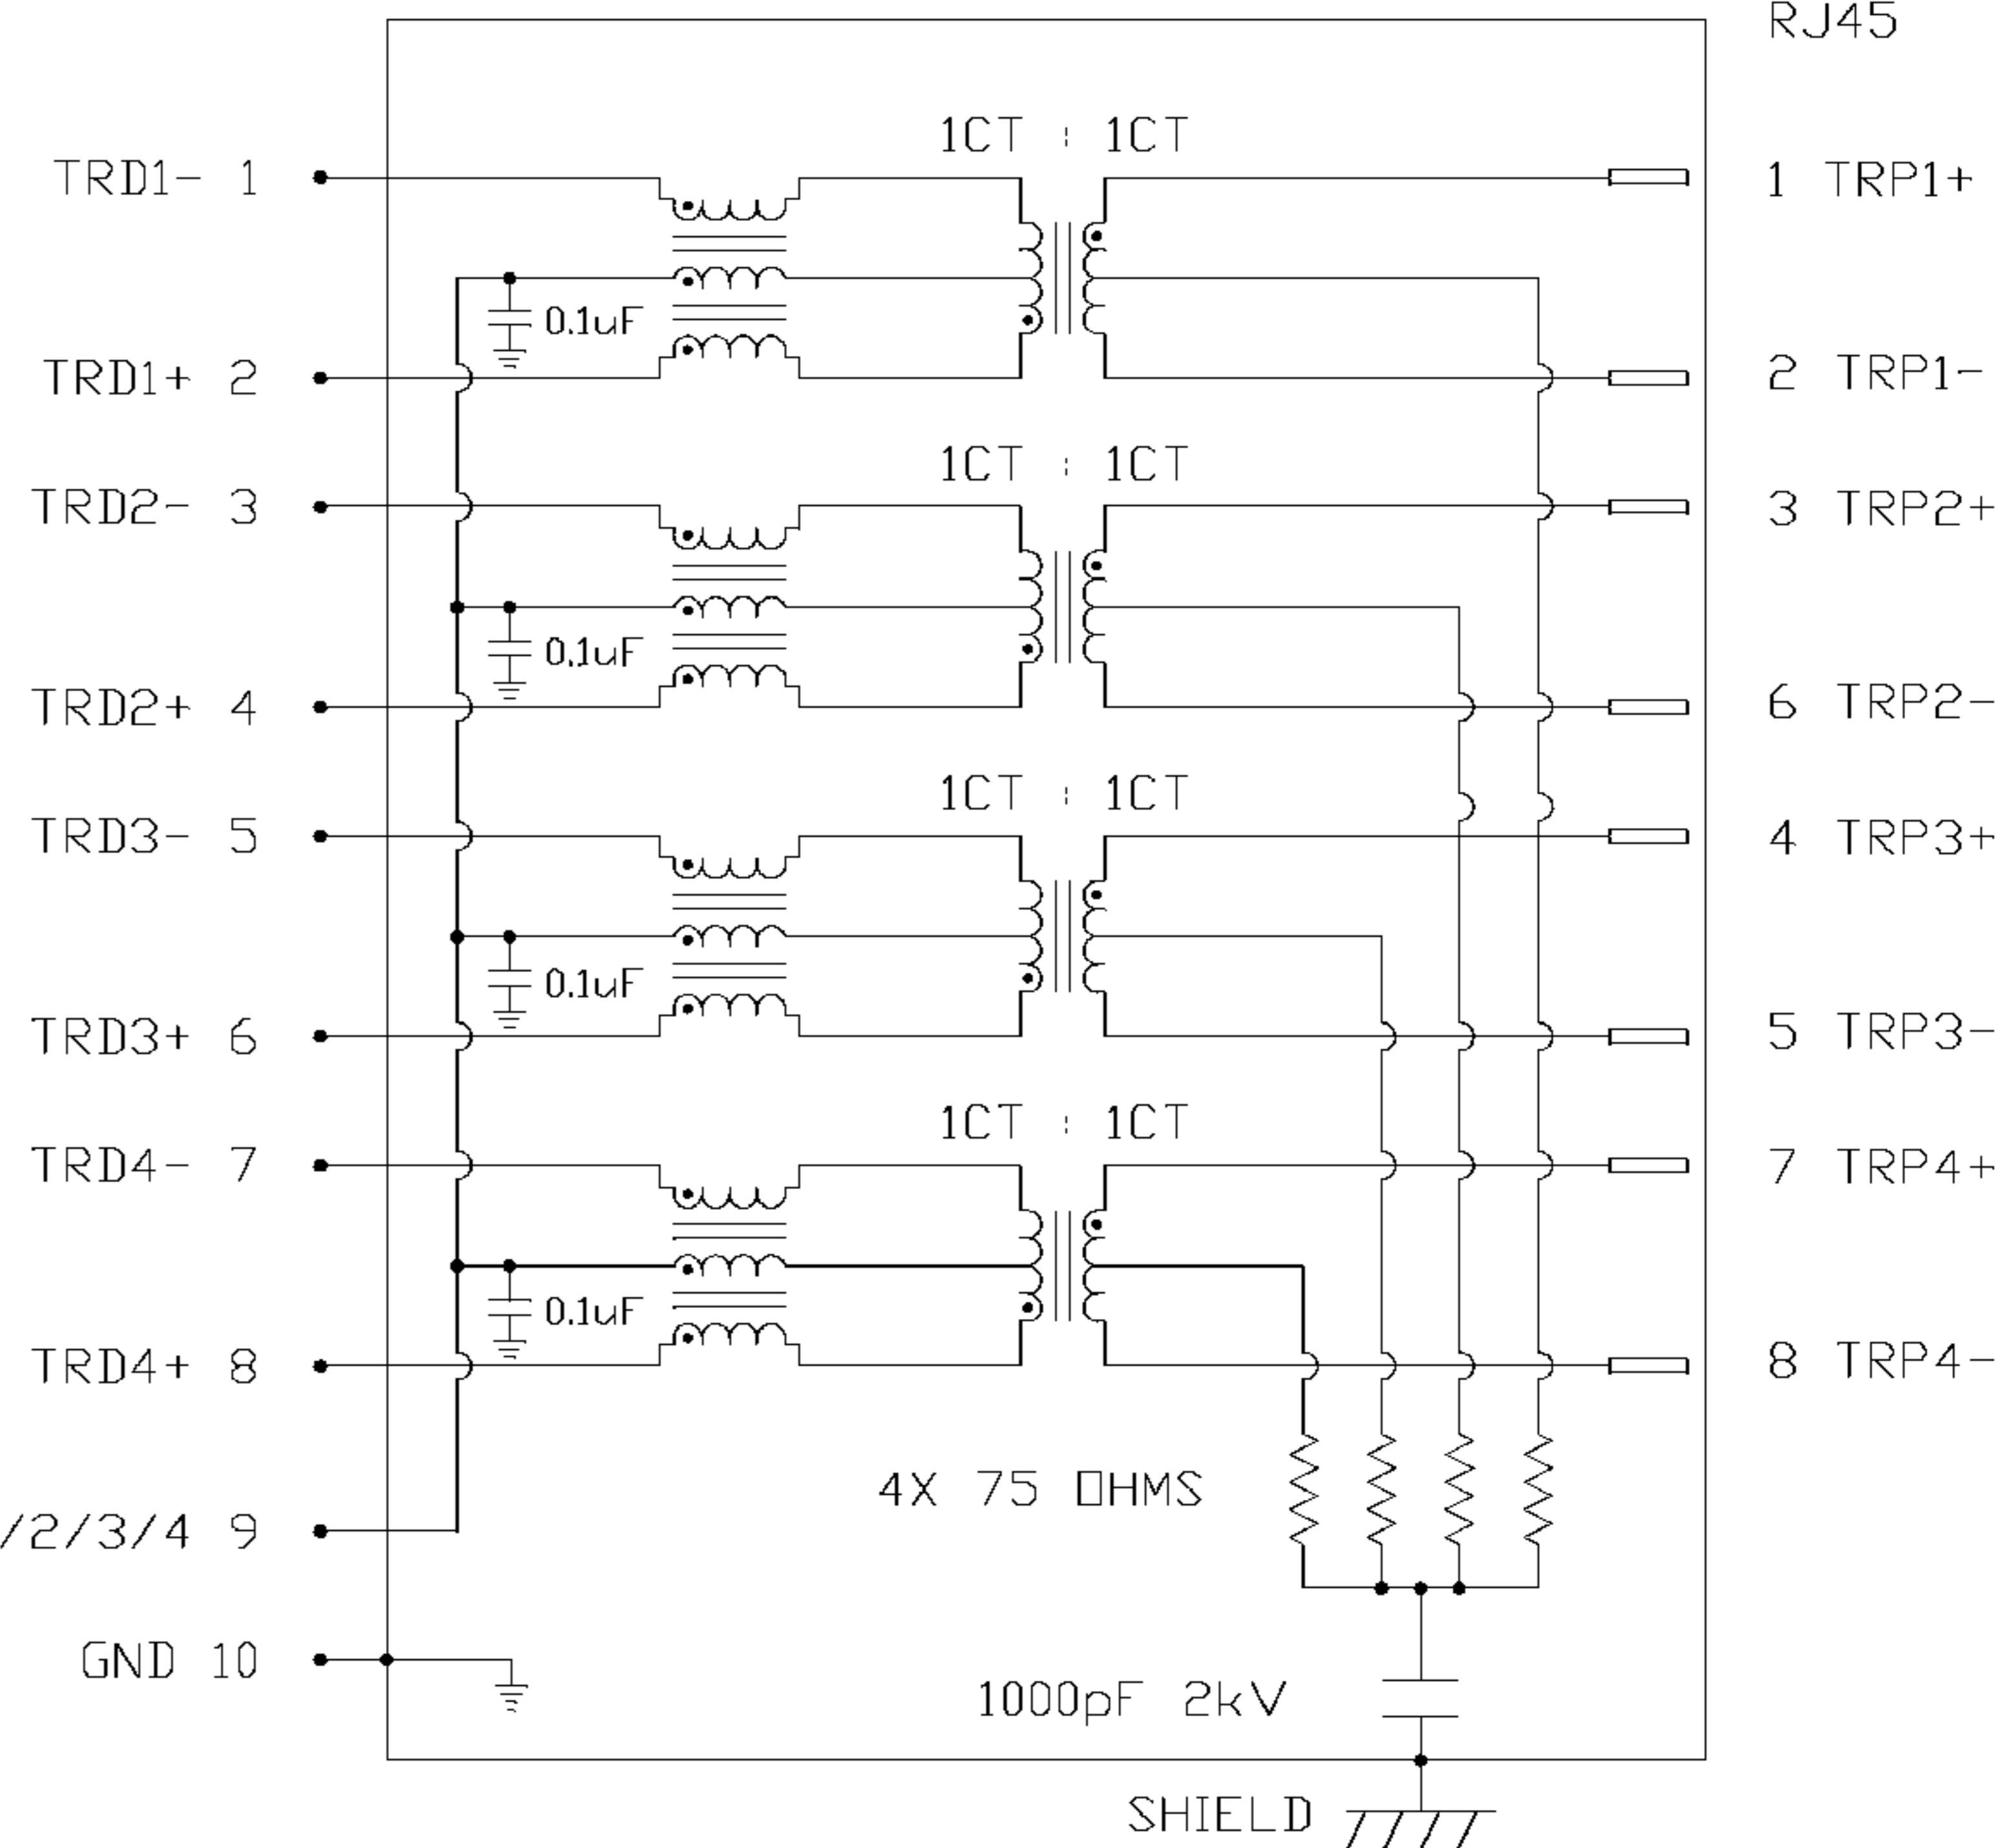 RJ45
1CT : 1CT
TRD1- 1
1 TRP1+
0.1uF
TRD1+ 2
2 TRP1-
1CT : 1CT
TRD2- 3
3 TRP2+
0.1uF
TRD2+ 4
6 TRP2-
1CT : 1CT
TRD3- 5
4 TRP3+
0.1uF
TRD3+ 6
5 TRP3-
1CT : 1CT
TRD4- 7
7 TRP4+
0.1uF
TRD4+ 8
8 TRP4-
4X 75 OHMS
/2/3/4 9
GND 10
1000pF 2kV
SHIELD